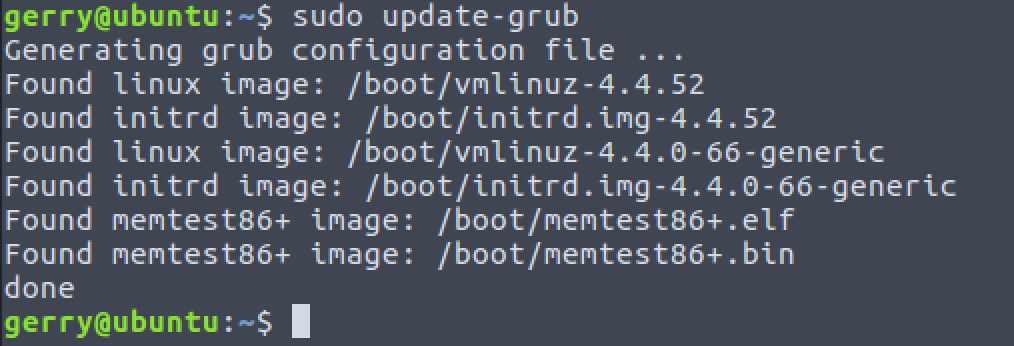 gerry@ubuntu:~$ sudo update-grub
Generating grub configuration file ...
Found linux image: /boot/vmlinuz-4.4.52
Found initrd image: /boot/initrd.img-4.4.52
Found linux image: /boot/vmlinuz-4.4.0-66-generic
Found initrd image: /boot/initrd.img-4.4.0-66-generic
Found memtest86+ image: /boot/memtest86+.elf
Found memtest86+ image: /boot/memtest86+.bin
done
gerry@ubuntu:~$